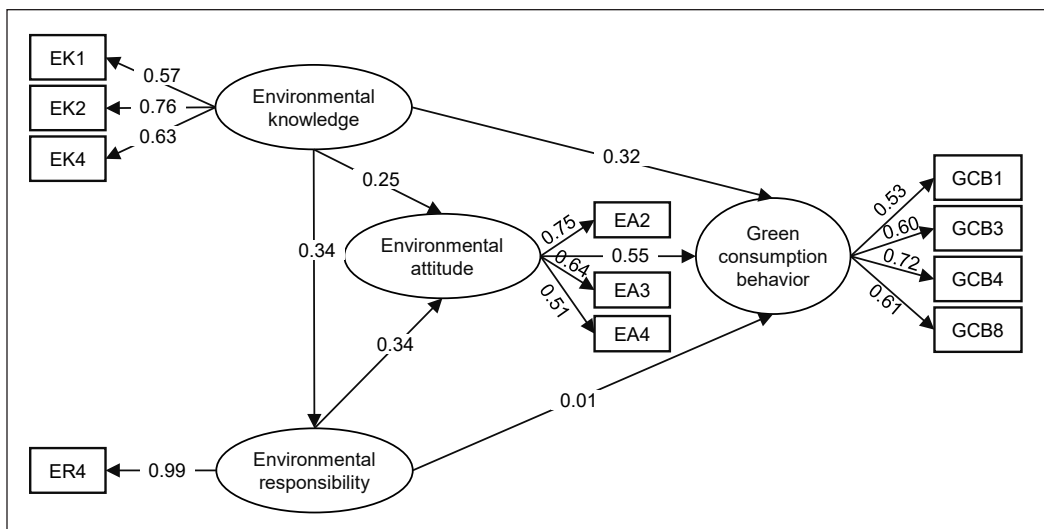 EK1
0.57
EK2
0.76
EK4
0.63
Environmental
knowledge
0.32
0.25
0.34
Environmental
attitude
0.75
EA2
0.55
0.64
EA3
0.51
EA4
Green
consumption
behavior
0.53
GCB1
0.60
GCB3
0.72
GCB4
0.61
GCB8
0.34
0.01
ER4
0.99
Environmental
responsibility